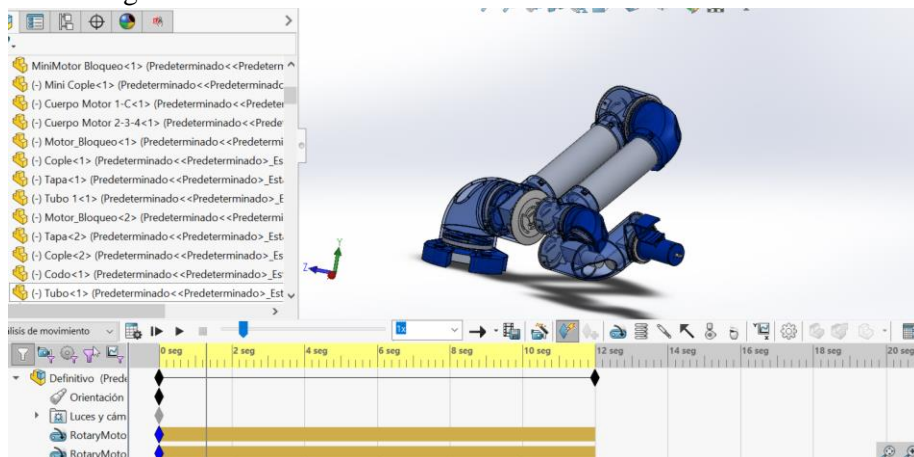 MiniMotor Bloqueo<1> (Predeterminado<<Predetern
(-) Mini Cople<1> (Predeterminado<<Predeterminadc
(-) Cuerpo Motor 1-C<1> (Predeterminado<<Predeter
(-) Cuerpo Motor 2-3-4<1> (Predeterminado<<Prede
(-) Motor_Bloqueo<1> (Predeterminado<<Predetermi
(-) Cople<1> (Predeterminado<<Predeterminado>_Es
(-) Tapa<1> (Predeterminado<<Predeterminado>_Est
(-) Tubo 1<1> (Predeterminado<<Predeterminado>_E
(-) Motor_Bloqueo<2> (Predeterminado<<Predetermi
(-) Tapa<2> (Predeterminado<<Predeterminado>_Est
(-) Cople<2> (Predeterminado<<Predeterminado>_Es
(-) Codo<1> (Predeterminado<<Predeterminado>_Es
(-) Tubo<1> (Predeterminado<<Predeterminado>_Est
Y
Z
lisis de movimiento
1x
0 seg 2 seg 4 seg 6 seg 8 seg 10 seg 12 seg 14 seg 16 seg 18 seg 20 seg
Definitivo (Prede
Orientación
Luces y cám
RotaryMoto
RotaryMoto